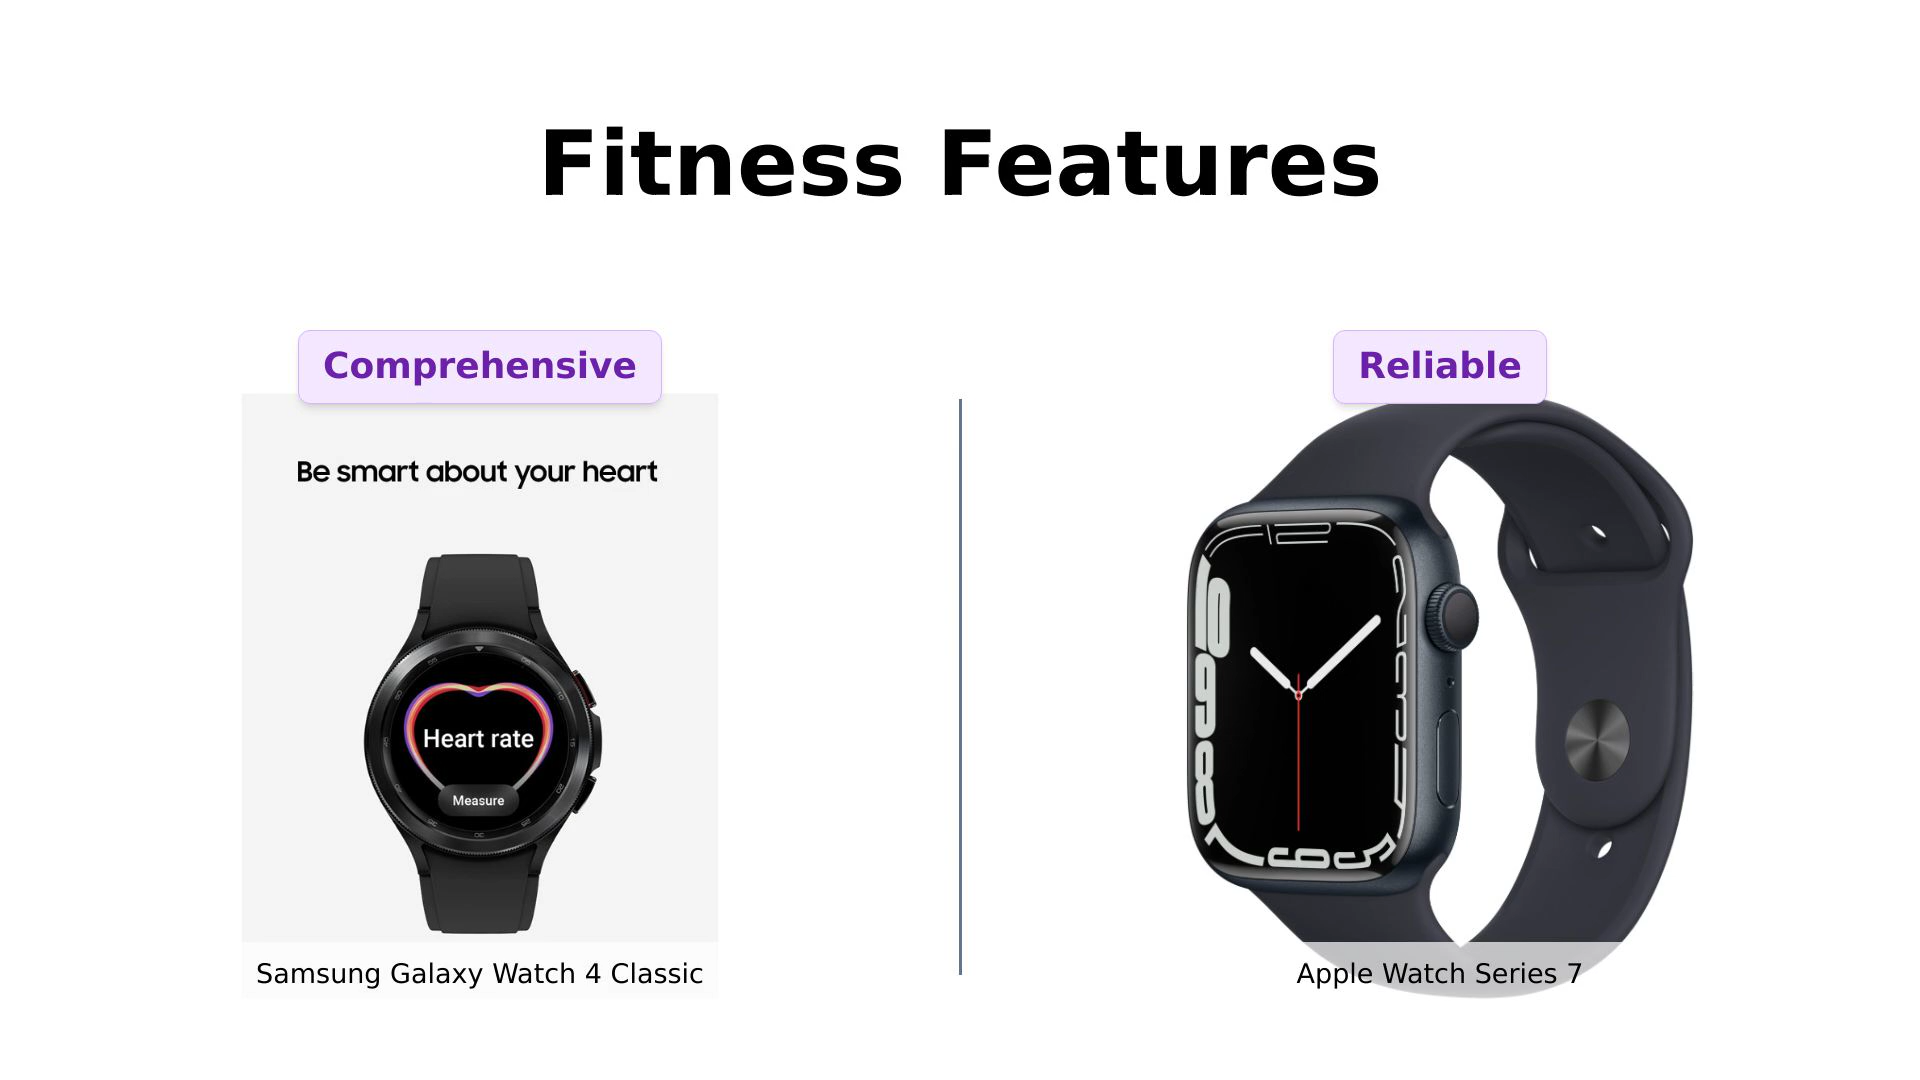 Fitness Features
Comprehensive
Be smart about your heart
Heart rate
Measure
Samsung Galaxy Watch 4 Classic
Reliable
12
Apple Watch Series 7